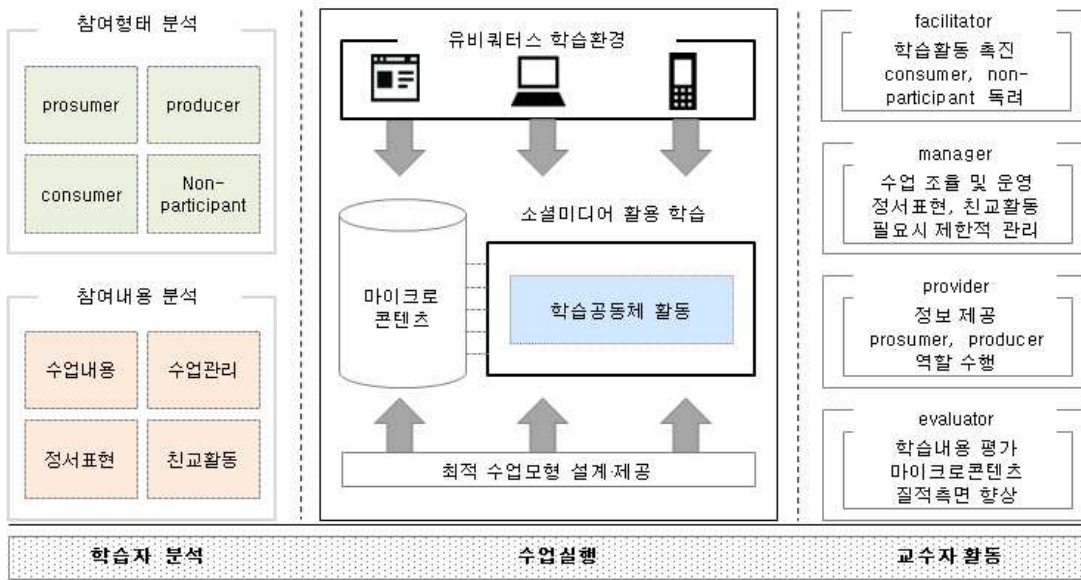 참여형태 분석
prosumer
producer
consumer
Non-
participant
참여내용 분석
수업내용
수업관리
정서표현
친교활동
유비쿼터스 학습환경
소셜미디어 활용 학습
마이크로
콘텐츠
학습공동체 활동
최적 수업모형 설계·제공
facilitator
학습활동 촉진
consumer, non-
participant 독려
manager
수업 조율 및 운영
정서표현, 친교활동
필요시 제한적 관리
provider
정보 제공
prosumer, producer
역할 수행
evaluator
학습내용 평가
마이크로콘텐츠
질적측면 향상
학습자 분석
수업실행
교수자 활동